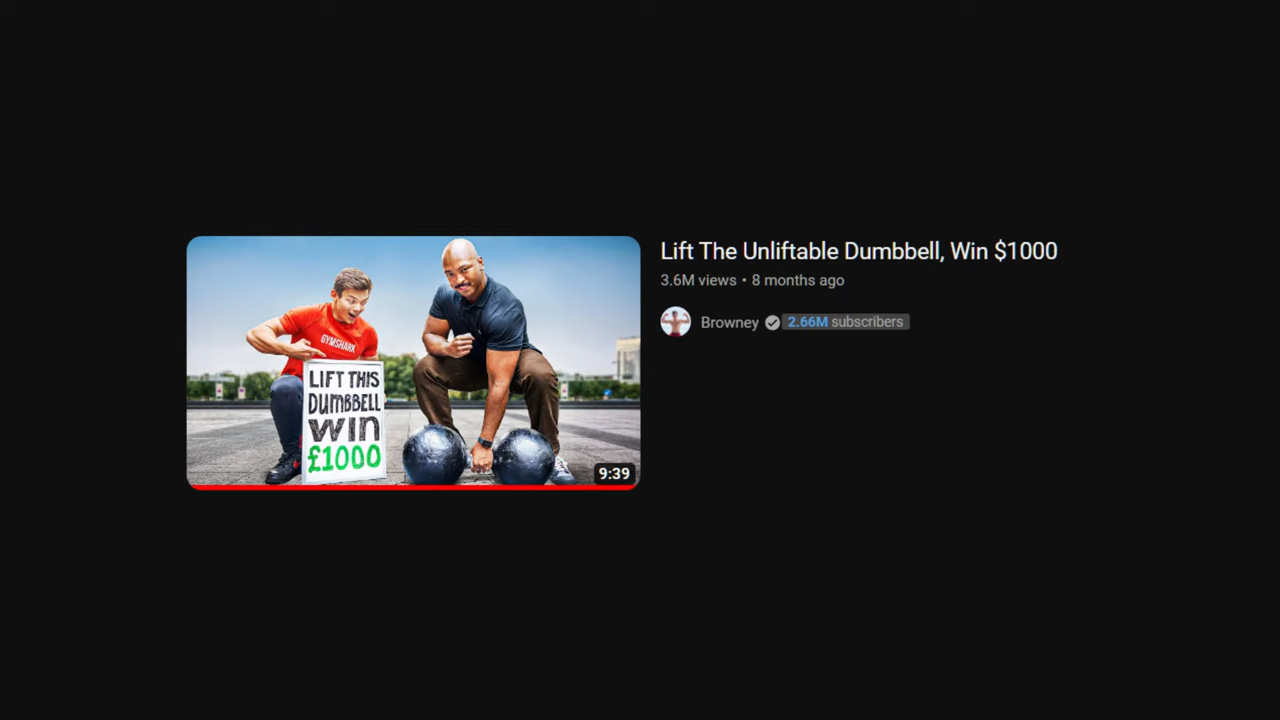 GYMSHARK
LIFT THIS
DUMBBELL
WIN
£1000
9:39
Lift The Unliftable Dumbbell, Win $1000
3.6M views • 8 months ago
Browney 2.66M subscribers